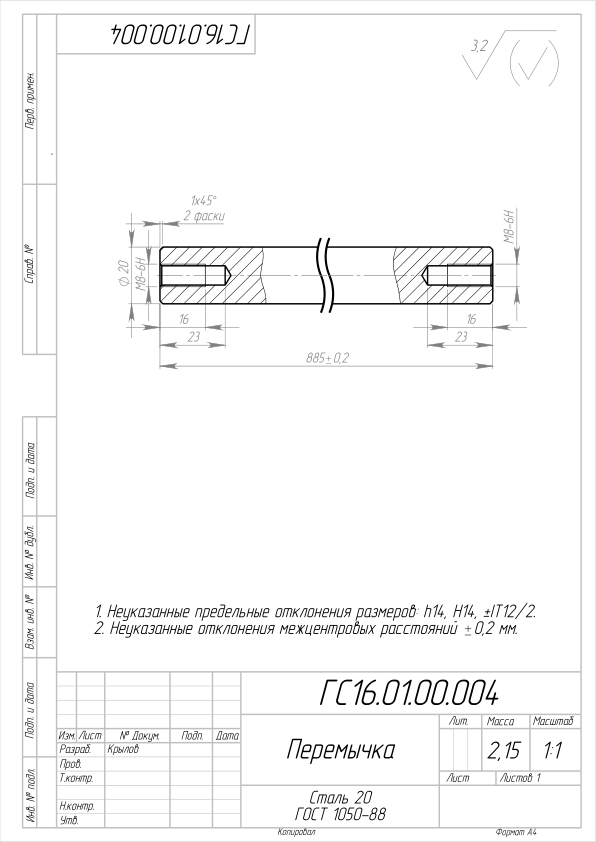 ГС16.01.00.004
Перв. примен.
Справ. №
Подп. и дата
Инв. № дубл.
Взам. инв. №
Подп. и дата
Инв. № подл.
3,2
1x45°
2 фаски
∅ 20
M8-6H
M8-6H
16
16
23
23
885±0,2
1. Неуказанные предельные отклонения размеров: h14, H14, ±IT12/2.
2. Неуказанные отклонения межцентровых расстояний ±0,2 мм.
ГС16.01.00.004
Изм. Лист № Докум. Подп. Дата
Разраб. Крылов
Пров.
Т.контр.
Н.контр.
Утв.
Перемычка
Лит. Масса Масштаб
2,15 1:1
Лист Листов 1
Сталь 20
ГОСТ 1050-88
Копировал Формат А4